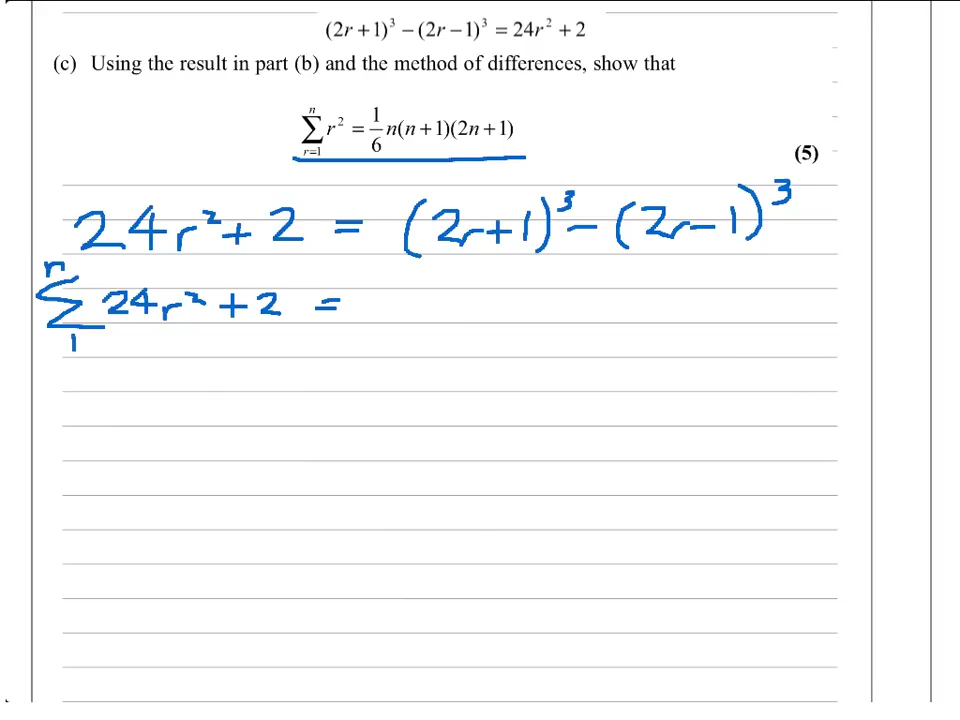 (2r+1)³ −(2r−1)³ = 24r² +2
(c) Using the result in part (b) and the method of differences, show that
n
∑ r² = 1/6 n(n+1)(2n+1)
r=1
(5)
24r²+2 = (2r+1)³−(2r−1)³
r
∑ 24r²+2 =
1